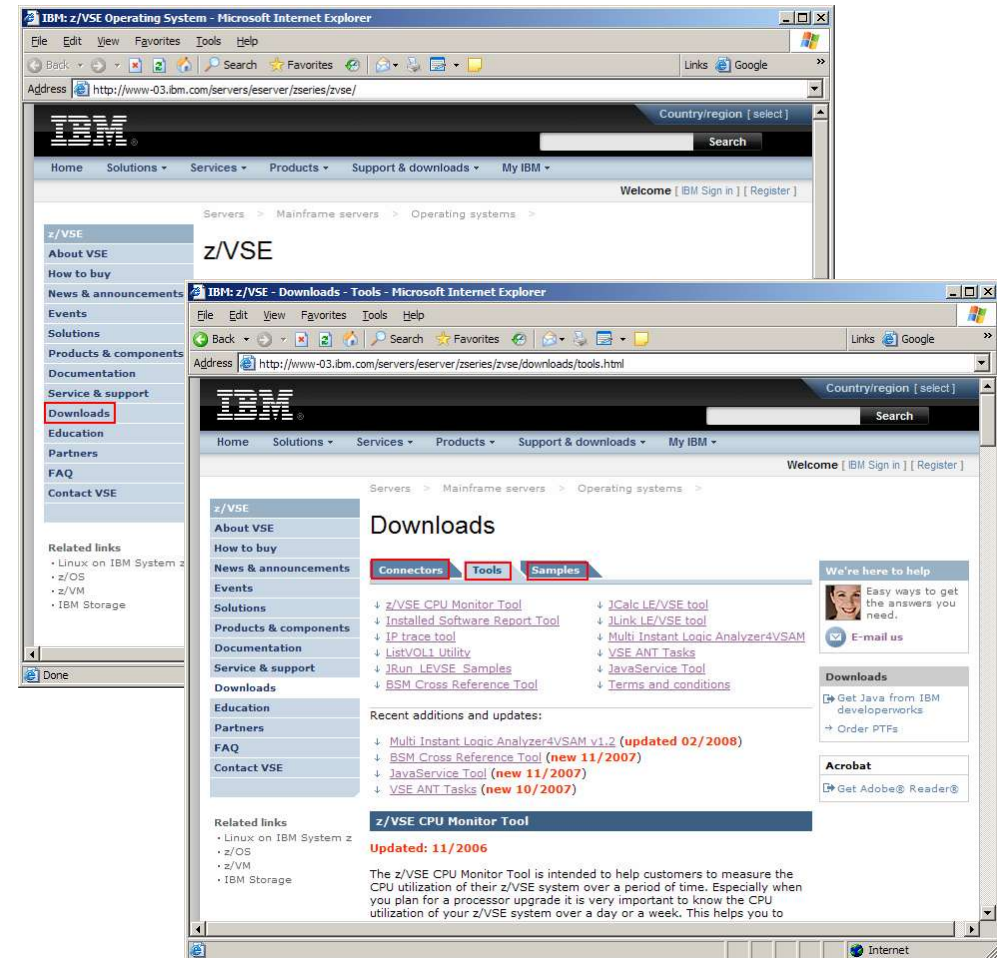 IBM: z/VSE Operating System - Microsoft Internet Explorer
File Edit View Favorites Tools Help
Back Search Favorites Links Google »
Address http://www-03.ibm.com/servers/eserver/zseries/zvse/
IBM®
Country/region [ select ]
Search
Home Solutions Services Products Support & downloads My IBM
Welcome [ IBM Sign in ] [ Register ]
Servers > Mainframe servers > Operating systems >
z/VSE
z/VSE
About VSE
How to buy
News & announcements
Events
Solutions
Products & components
Documentation
Service & support
Downloads
Education
Partners
FAQ
Contact VSE
Related links
· Linux on IBM System z
· z/OS
· z/VM
· IBM Storage
Done
IBM: z/VSE - Downloads - Tools - Microsoft Internet Explorer
File Edit View Favorites Tools Help
Back Search Favorites Links Google »
Address http://www-03.ibm.com/servers/eserver/zseries/zvse/downloads/tools.html
IBM®
Country/region [ select ]
Search
Home Solutions Services Products Support & downloads My IBM
Welcome [ IBM Sign in ] [ Register ]
Servers > Mainframe servers > Operating systems >
z/VSE
About VSE
How to buy
News & announcements
Events
Solutions
Products & components
Documentation
Service & support
Downloads
Education
Partners
FAQ
Contact VSE
Related links
· Linux on IBM System z
· z/OS
· z/VM
· IBM Storage
Downloads
Connectors Tools Samples
↓ z/VSE CPU Monitor Tool
↓ Installed Software Report Tool
↓ IP trace tool
↓ ListVOL1 Utility
↓ JRun LEVSE Samples
↓ BSM Cross Reference Tool
↓ JCalc LE/VSE tool
↓ JLink LE/VSE tool
↓ Multi Instant Logic Analyzer4VSAM
↓ VSE ANT Tasks
↓ JavaService Tool
↓ Terms and conditions
Recent additions and updates:
↓ Multi Instant Logic Analyzer4VSAM v1.2 (updated 02/2008)
↓ BSM Cross Reference Tool (new 11/2007)
↓ JavaService Tool (new 11/2007)
↓ VSE ANT Tasks (new 10/2007)
z/VSE CPU Monitor Tool
Updated: 11/2006
The z/VSE CPU Monitor Tool is intended to help customers to measure the
CPU utilization of their z/VSE system over a period of time. Especially when
you plan for a processor upgrade it is very important to know the CPU
utilization of your z/VSE system over a day or a week. This helps you to
We're here to help
Easy ways to get
the answers you
need.
E-mail us
Downloads
Get Java from IBM
developerworks
→ Order PTFs
Acrobat
Get Adobe® Reader®
Internet